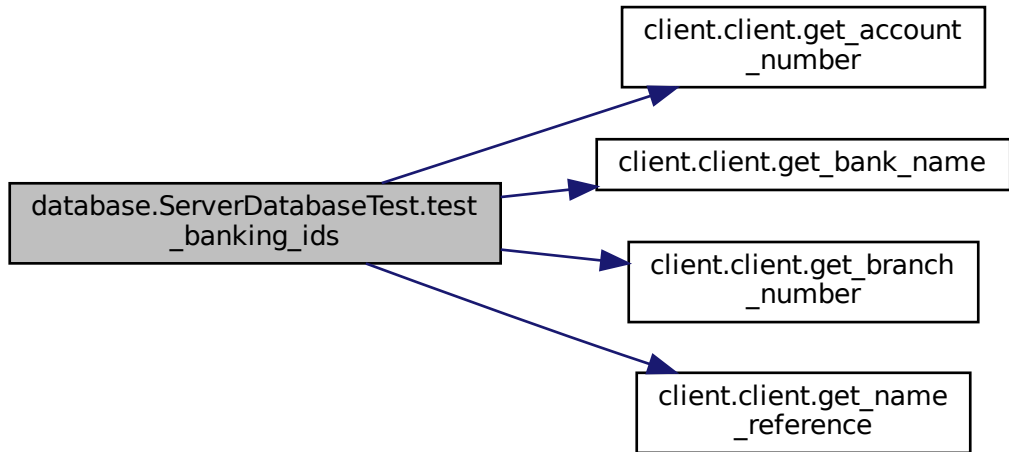 client.client.get_account
_number
client.client.get_bank_name
database.ServerDatabaseTest.test
_banking_ids
client.client.get_branch
_number
client.client.get_name
_reference